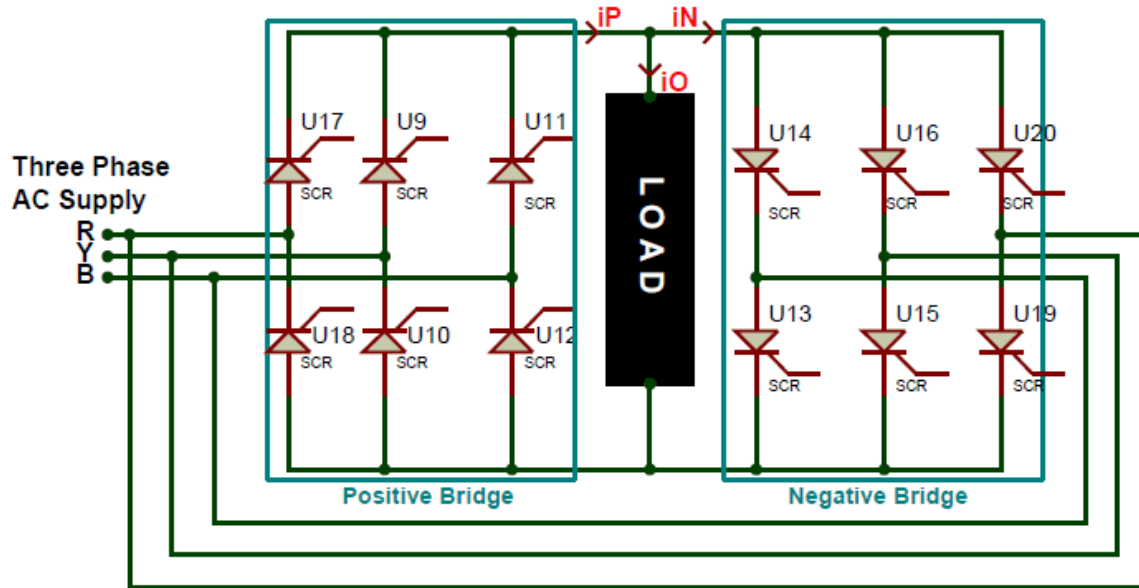 iP
iN
iO
U17
U9
U11
SCR
SCR
SCR
U14
U16
U20
SCR
SCR
SCR
Three Phase
AC Supply
R
Y
B
LOAD
U18
U10
U12
SCR
SCR
SCR
U13
U15
U19
SCR
SCR
SCR
Positive Bridge
Negative Bridge